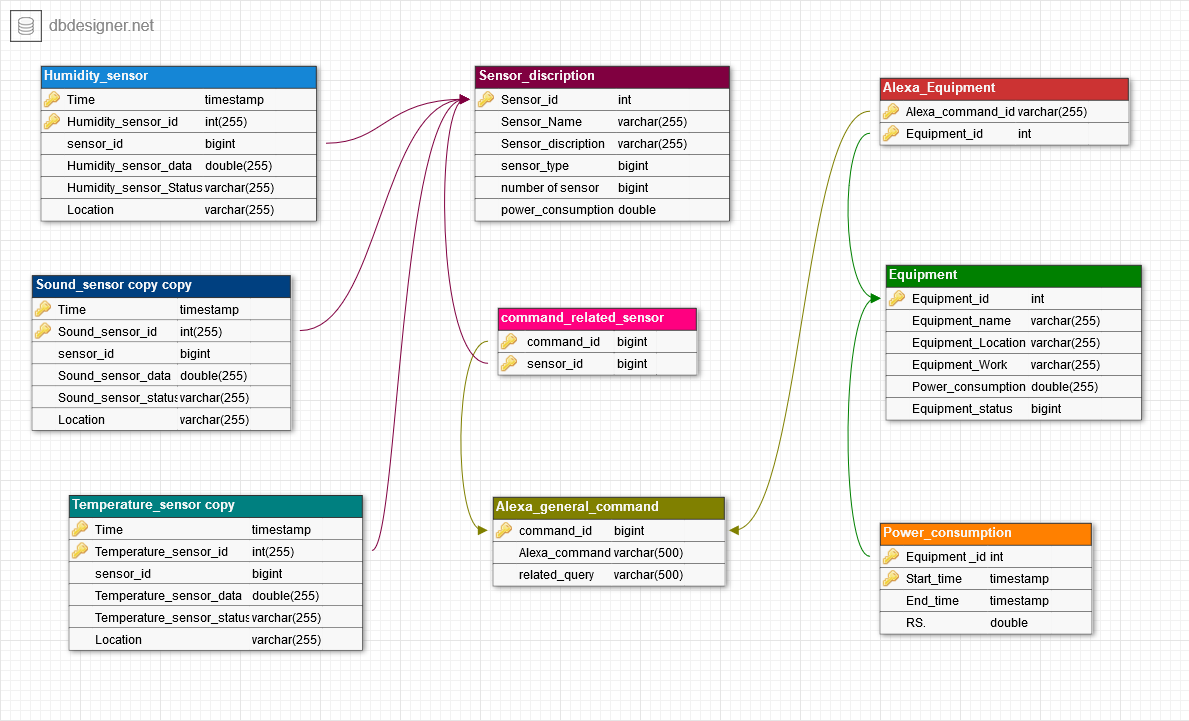 dbdesigner.net
Humidity_sensor
Time timestamp
Humidity_sensor_id int(255)
sensor_id bigint
Humidity_sensor_data double(255)
Humidity_sensor_Status varchar(255)
Location varchar(255)
Sensor_discription
Sensor_id int
Sensor_Name varchar(255)
Sensor_discription varchar(255)
sensor_type bigint
number of sensor bigint
power_consumption double
Alexa_Equipment
Alexa_command_id varchar(255)
Equipment_id int
Sound_sensor copy copy
Time timestamp
Sound_sensor_id int(255)
sensor_id bigint
Sound_sensor_data double(255)
Sound_sensor_status varchar(255)
Location varchar(255)
command_related_sensor
command_id bigint
sensor_id bigint
Equipment
Equipment_id int
Equipment_name varchar(255)
Equipment_Location varchar(255)
Equipment_Work varchar(255)
Power_consumption double(255)
Equipment_status bigint
Temperature_sensor copy
Time timestamp
Temperature_sensor_id int(255)
sensor_id bigint
Temperature_sensor_data double(255)
Temperature_sensor_status varchar(255)
Location varchar(255)
Alexa_general_command
command_id bigint
Alexa_command varchar(500)
related_query varchar(500)
Power_consumption
Equipment _id int
Start_time timestamp
End_time timestamp
RS. double